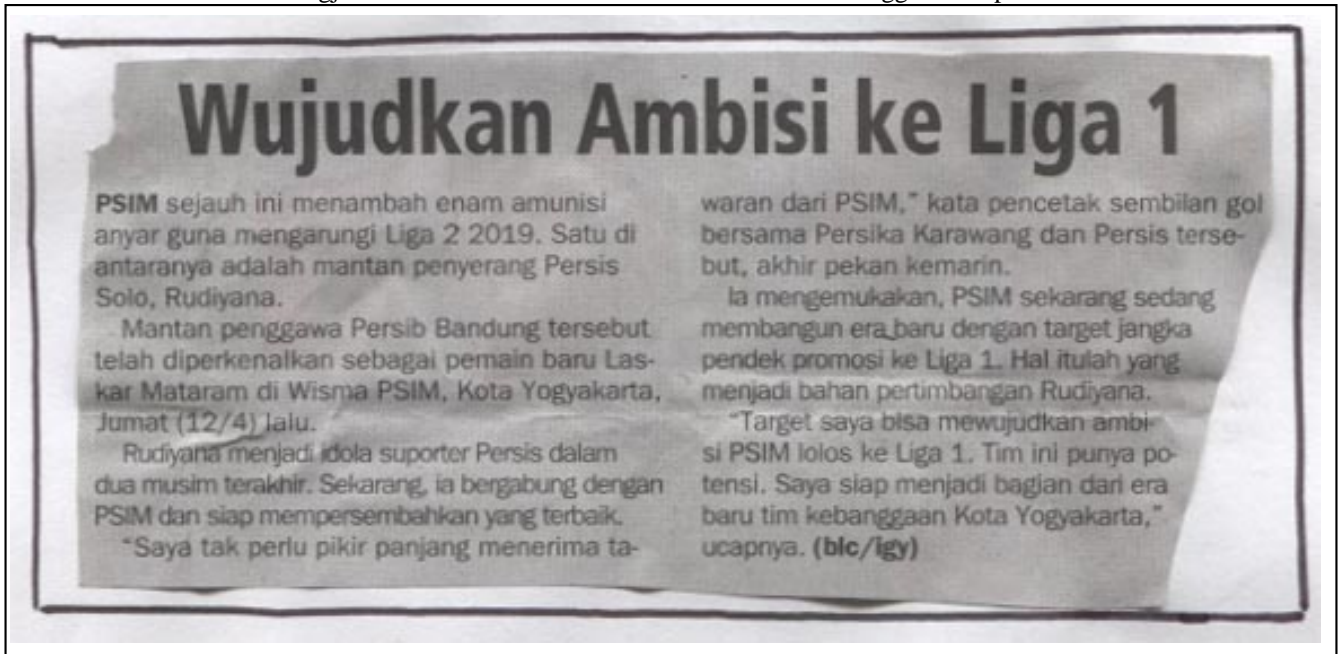 Wujudkan Ambisi ke Liga 1
PSIM sejauh ini menambah enam amunisi
anyar guna mengarungi Liga 2 2019. Satu di
antaranya adalah mantan penyerang Persis
Solo, Rudiyana.
Mantan penggawa Persib Bandung tersebut
telah diperkenalkan sebagai pemain baru Las-
kar Mataram di Wisma PSIM, Kota Yogyakarta,
Jumat (12/4) lalu.
Rudiyana menjadi idola suporter Persis dalam
dua musim terakhir. Sekarang, ia bergabung dengan
PSIM dan siap mempersembahkan yang terbaik.
"Saya tak perlu pikir panjang menerima ta-
waran dari PSIM," kata pencetak sembilan gol
bersama Persika Karawang dan Persis terse-
but, akhir pekan kemarin.
Ia mengemukakan, PSIM sekarang sedang
membangun era baru dengan target jangka
pendek promosi ke Liga 1. Hal itulah yang
menjadi bahan pertimbangan Rudiyana.
"Target saya bisa mewujudkan ambi-
si PSIM lolos ke Liga 1. Tim ini punya po-
tensi. Saya siap menjadi bagian dari era
baru tim kebanggaan Kota Yogyakarta,"
ucapnya. (blc/igy)